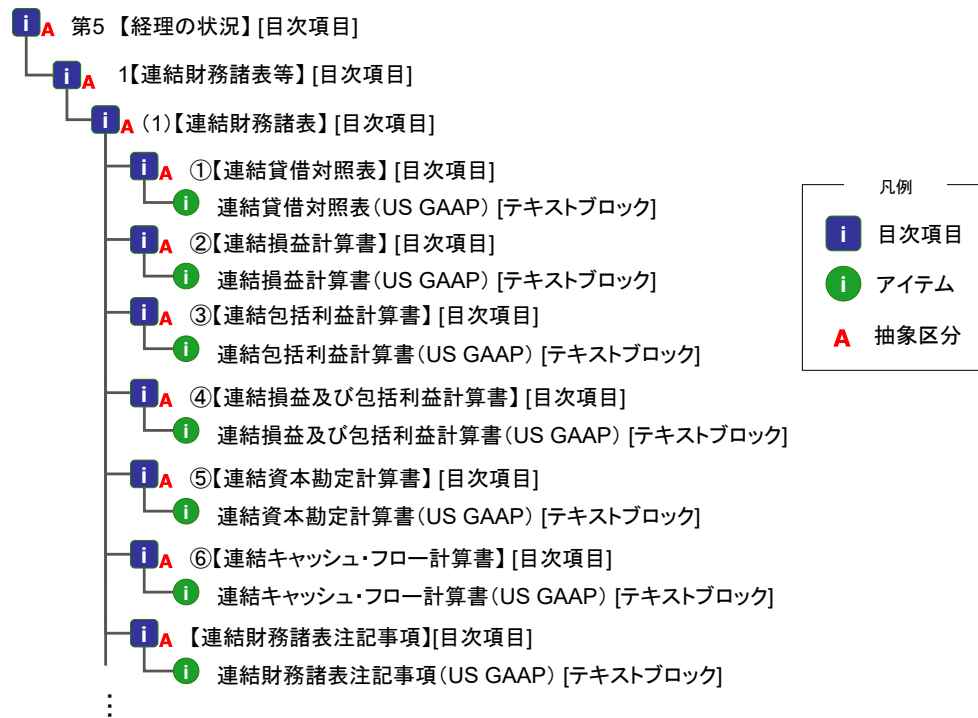 i A 第5 【経理の状況】 [目次項目]
i A 1【連結財務諸表等】 [目次項目]
i A (1)【連結財務諸表】 [目次項目]
i A ①【連結貸借対照表】 [目次項目]
i 連結貸借対照表(US GAAP) [テキストブロック]
i A ②【連結損益計算書】 [目次項目]
i 連結損益計算書(US GAAP) [テキストブロック]
i A ③【連結包括利益計算書】 [目次項目]
i 連結包括利益計算書(US GAAP) [テキストブロック]
i A ④【連結損益及び包括利益計算書】 [目次項目]
i 連結損益及び包括利益計算書(US GAAP) [テキストブロック]
i A ⑤【連結資本勘定計算書】 [目次項目]
i 連結資本勘定計算書(US GAAP) [テキストブロック]
i A ⑥【連結キャッシュ・フロー計算書】 [目次項目]
i 連結キャッシュ・フロー計算書(US GAAP) [テキストブロック]
i A 【連結財務諸表注記事項】[目次項目]
i 連結財務諸表注記事項(US GAAP) [テキストブロック]
⋮
凡例
i 目次項目
i アイテム
A 抽象区分